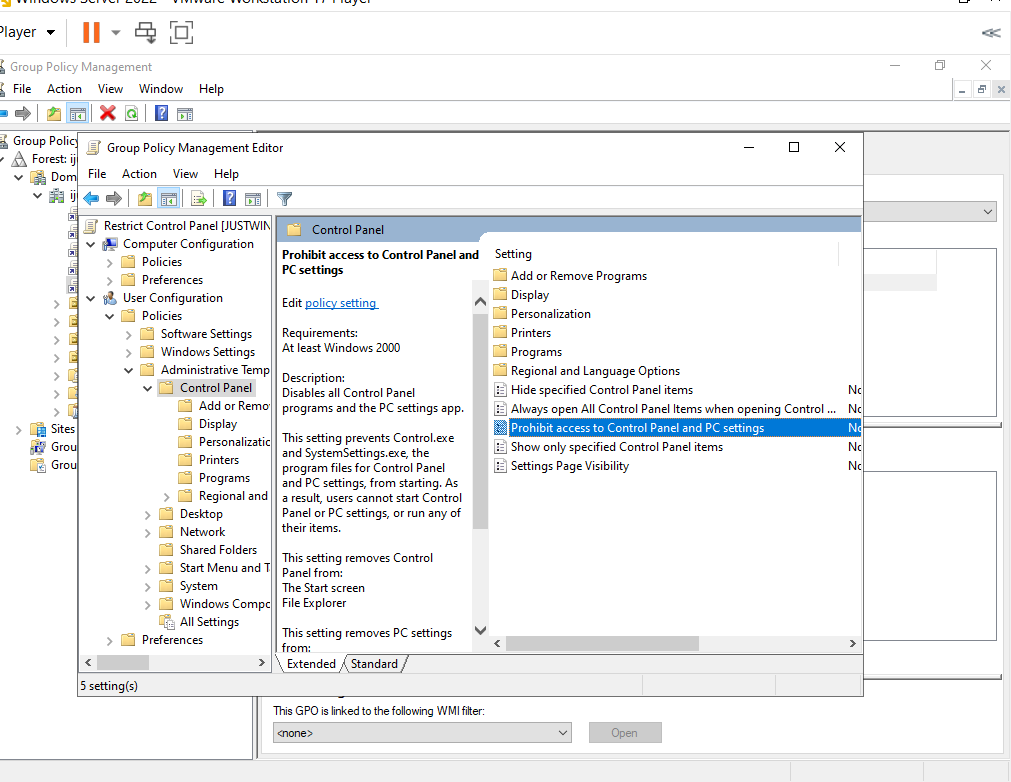 Windows Server 2022 - VMware Workstation 17 Player
Player
Group Policy Management
File Action View Window Help
Group Policy
Forest:
Group Policy Management Editor
File Action View Help
Restrict Control Panel [JUSTWIN
Computer Configuration
Policies
Preferences
User Configuration
Policies
Software Settings
Windows Settings
Administrative Temp
Control Panel
Add or Remo
Display
Personalizatic
Printers
Programs
Regional and
Desktop
Network
Shared Folders
Start Menu and T
System
Windows Compo
All Settings
Preferences
Dom
Sites
Grou
Grou
Control Panel
Prohibit access to Control Panel and
PC settings
Edit policy setting
Requirements:
At least Windows 2000
Description:
Disables all Control Panel
programs and the PC settings app.
This setting prevents Control.exe
and SystemSettings.exe, the
program files for Control Panel
and PC settings, from starting. As
a result, users cannot start Control
Panel or PC settings, or run any of
their items.
This setting removes Control
Panel from:
The Start screen
File Explorer
This setting removes PC settings
from:
Setting
Add or Remove Programs
Display
Personalization
Printers
Programs
Regional and Language Options
Hide specified Control Panel items
Always open All Control Panel Items when opening Control ...
Prohibit access to Control Panel and PC settings
Show only specified Control Panel items
Settings Page Visibility
Extended Standard
5 setting(s)
This GPO is linked to the following WMI filter:
<none> Open